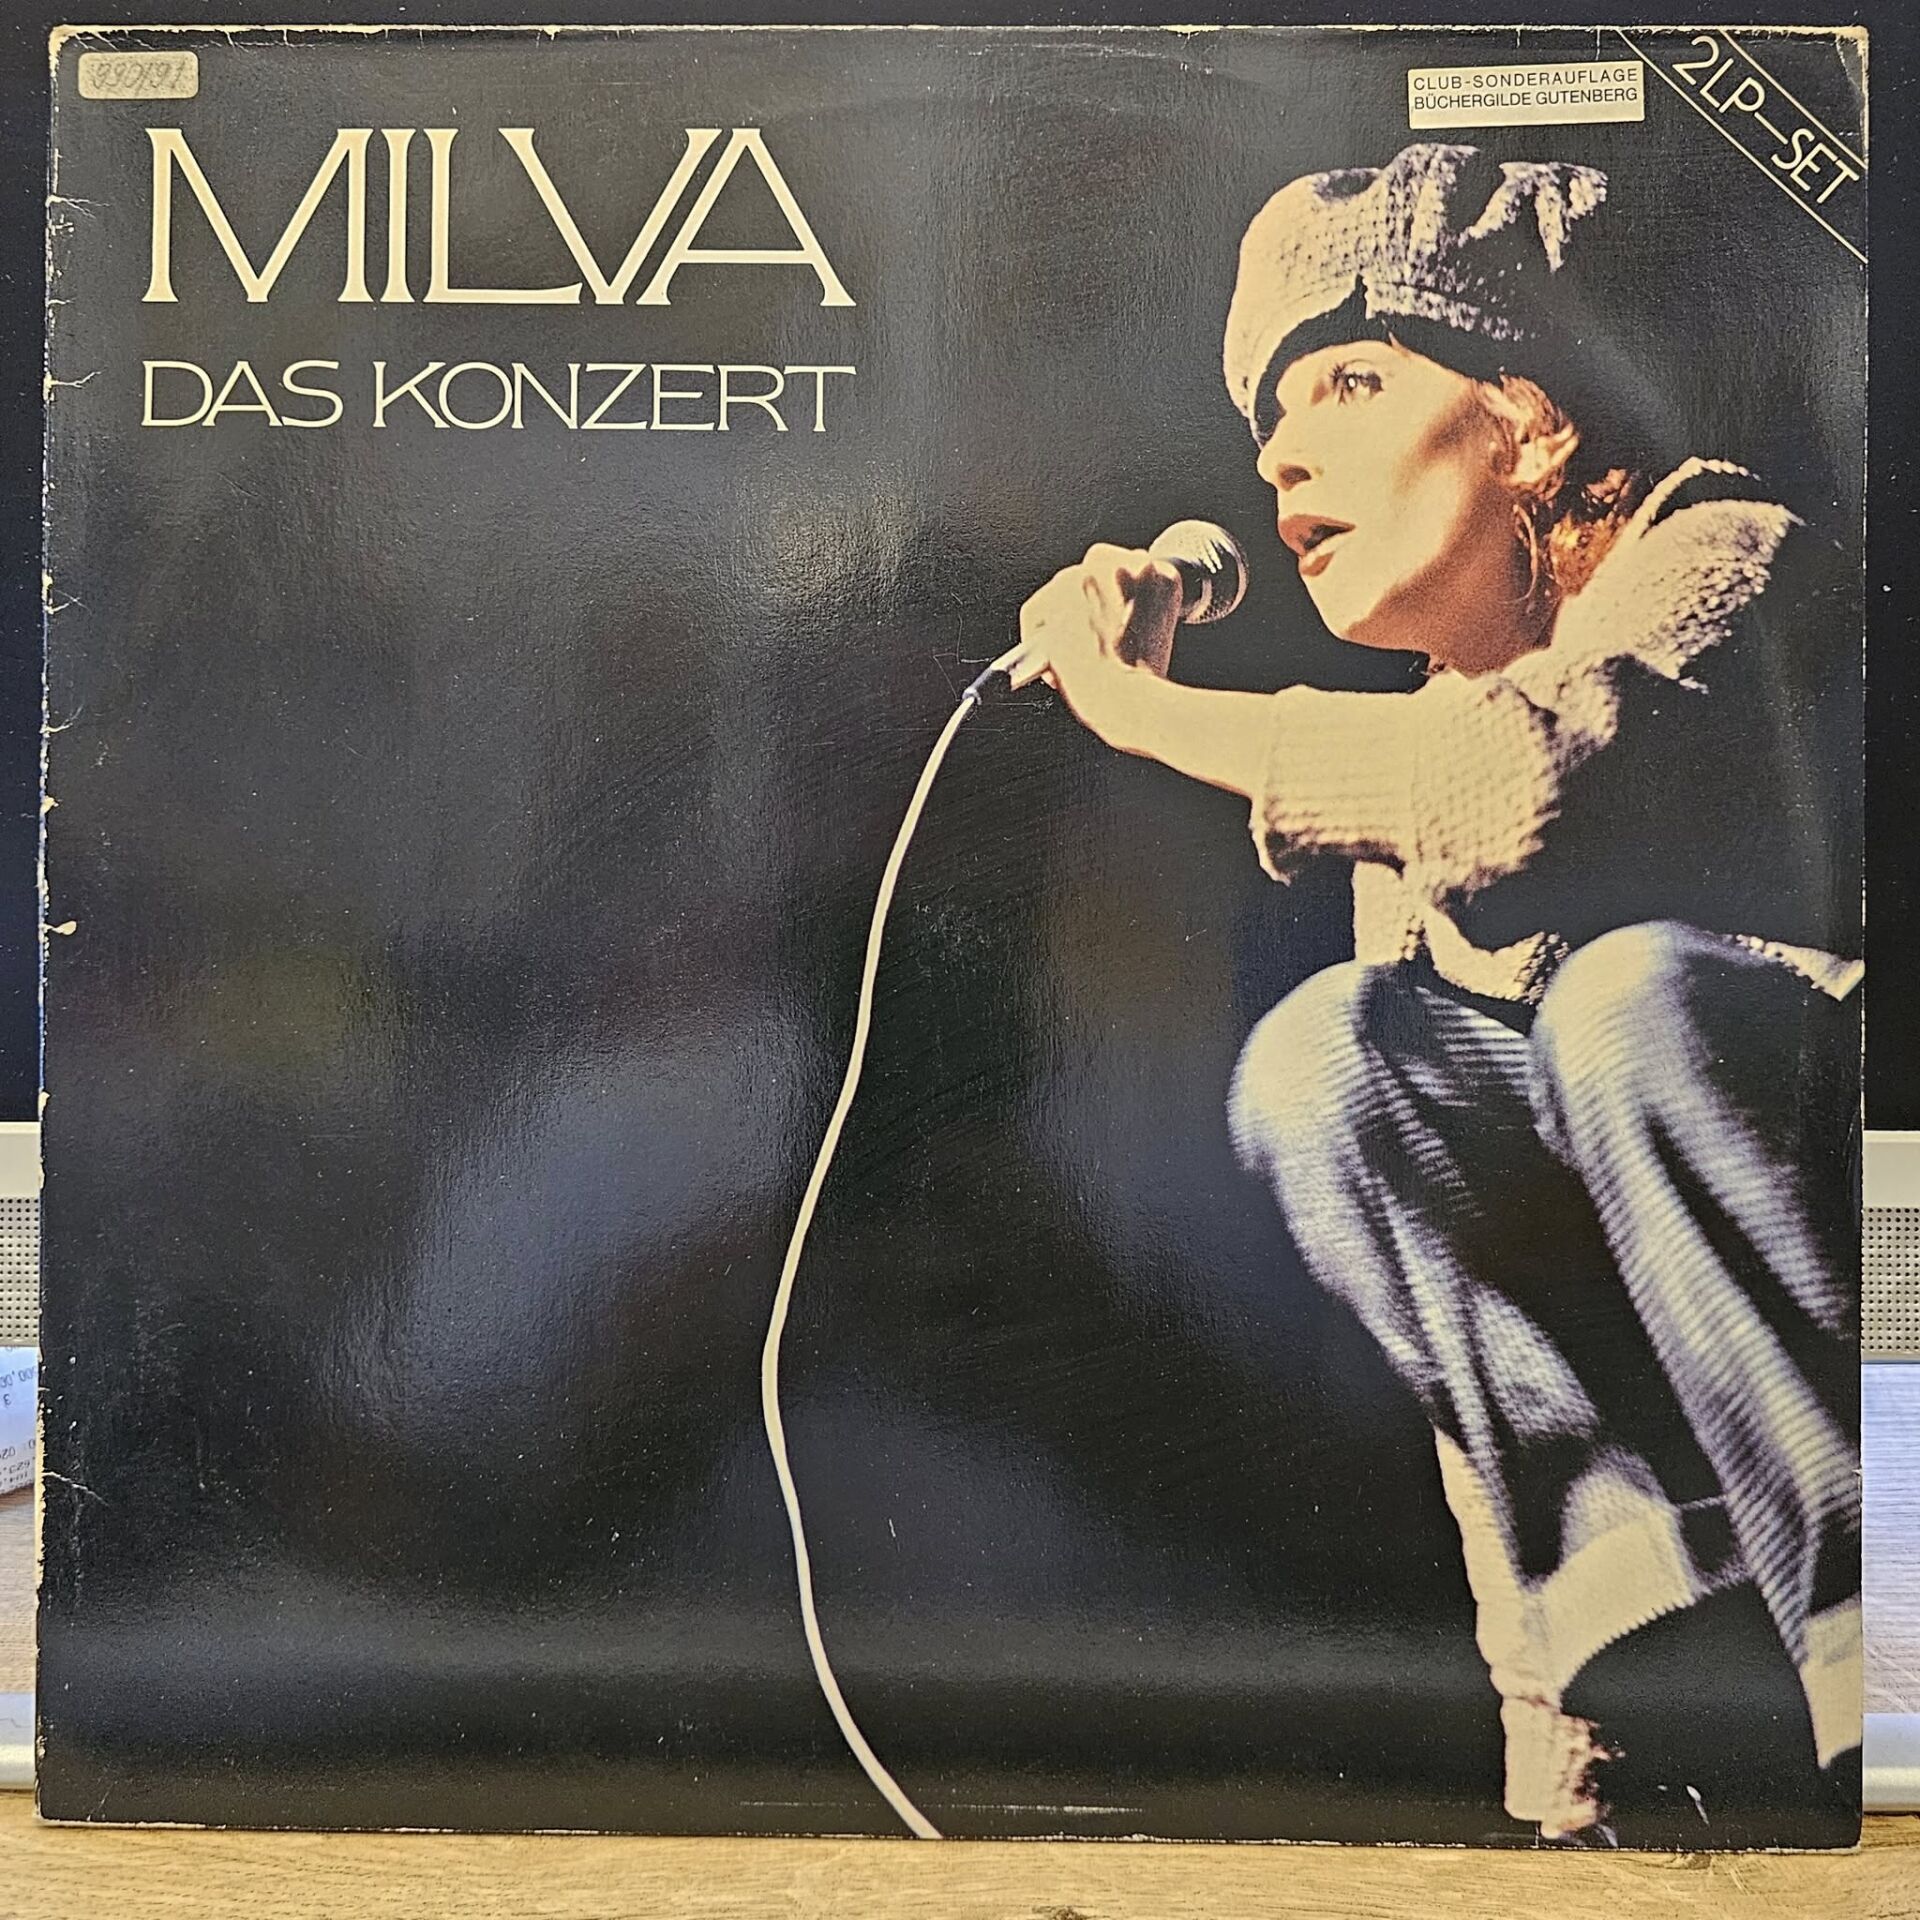 MILVA
DAS KONZERT
CLUB-SONDERAUFLAGE
BÜCHERGILDE GUTENBERG
2LP-SET